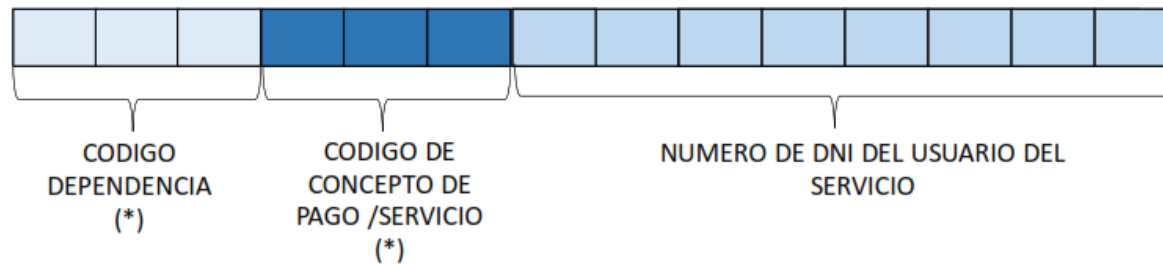 CODIGO
DEPENDENCIA
(*)
CODIGO DE
CONCEPTO DE
PAGO /SERVICIO
(*)
NUMERO DE DNI DEL USUARIO DEL
SERVICIO